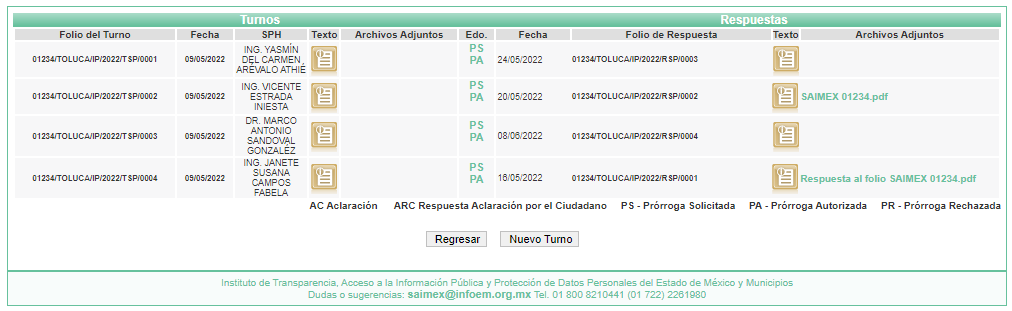 Turnos Respuestas
Folio del Turno Fecha SPH Texto Archivos Adjuntos Edo. Fecha Folio de Respuesta Texto Archivos Adjuntos
01234/TOLUCA/IP/2022/TSP/0001 09/05/2022 ING. YASMÍN DEL CARMEN ARÉVALO ATHIÉ PS PA 24/05/2022 01234/TOLUCA/IP/2022/RSP/0003
01234/TOLUCA/IP/2022/TSP/0002 09/05/2022 ING. VICENTE ESTRADA INIESTA PS PA 20/05/2022 01234/TOLUCA/IP/2022/RSP/0002 SAIMEX 01234.pdf
01234/TOLUCA/IP/2022/TSP/0003 09/05/2022 DR. MARCO ANTONIO SANDOVAL GONZALEZ PS PA 08/06/2022 01234/TOLUCA/IP/2022/RSP/0004
01234/TOLUCA/IP/2022/TSP/0004 09/05/2022 ING. JANETE SUSANA CAMPOS FABELA PS PA 16/05/2022 01234/TOLUCA/IP/2022/RSP/0001 Respuesta al folio SAIMEX 01234.pdf
AC Aclaración ARC Respuesta Aclaración por el Ciudadano PS - Prórroga Solicitada PA - Prórroga Autorizada PR - Prórroga Rechazada
Regresar Nuevo Turno
Instituto de Transparencia, Acceso a la Información Pública y Protección de Datos Personales del Estado de México y Municipios
Dudas o sugerencias: saimex@infoem.org.mx Tel. 01 800 8210441 (01 722) 2261980